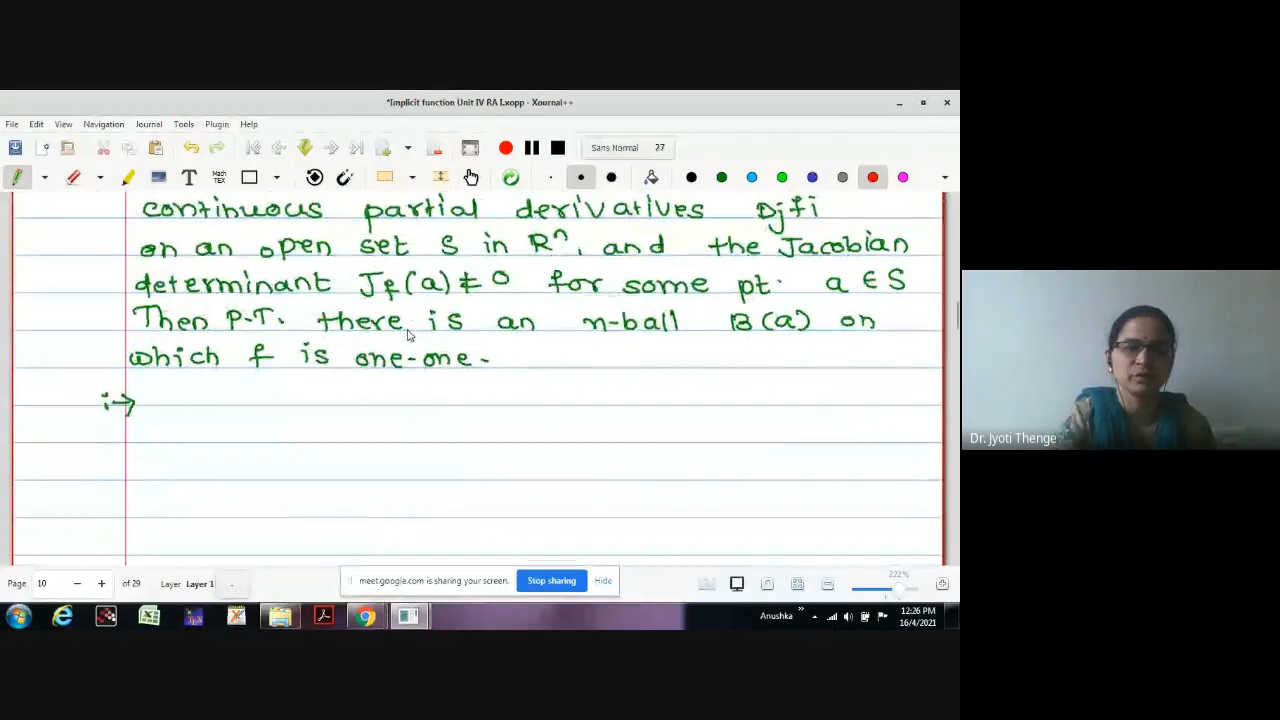 *Implicit function Unit IV RA I.xopp - Xournal++
File Edit View Navigation Journal Tools Plugin Help
Sans Normal 27
Math
TEX
continuous partial derivatives Djfi
on an open set S in Rⁿ, and the Jacobian
determinant Jf(a) ≠ 0 for some pt. a ∈ S
Then P.T. there is an n-ball B(a) on
which f is one-one.
Dr. Jyoti Thenge
Page 10 of 29 Layer Layer 1
meet.google.com is sharing your screen. Stop sharing Hide
222%
Anushka
12:26 PM
16/4/2021